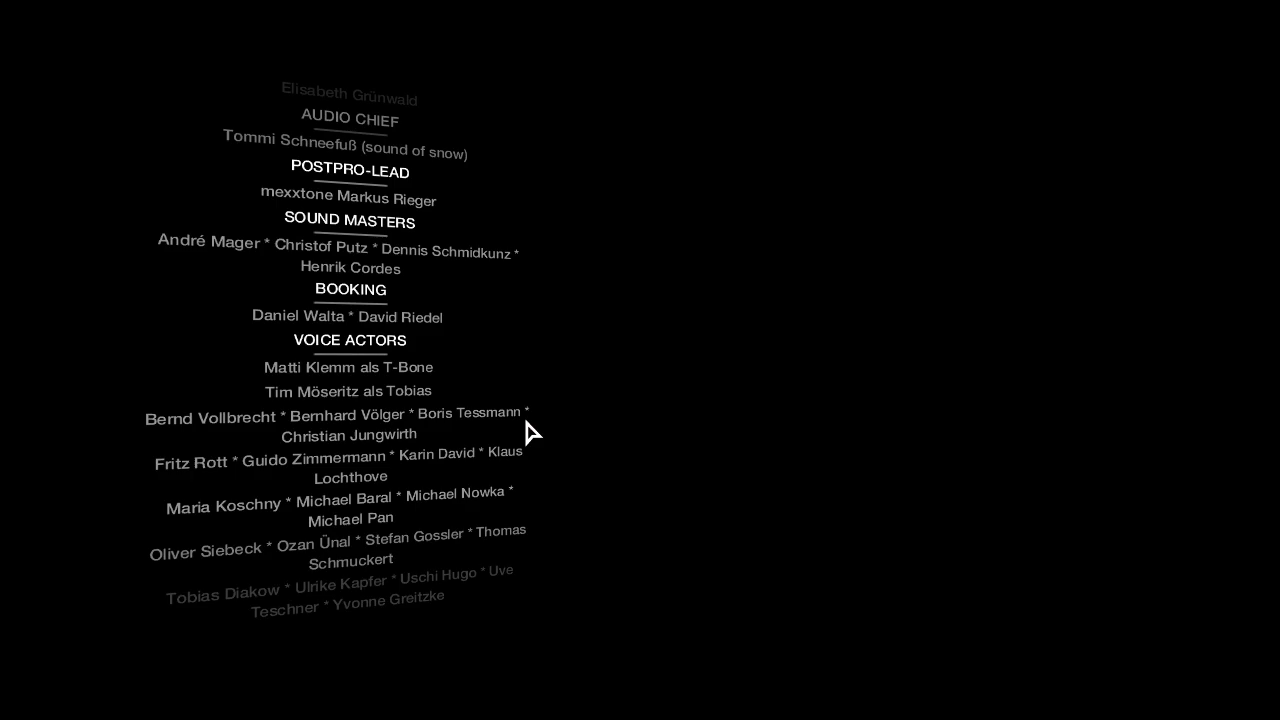 Elisabeth Grünwald
AUDIO CHIEF
Tommi Schneefuß (sound of snow)
POSTPRO-LEAD
mexxtone Markus Rieger
SOUND MASTERS
André Mager * Christof Putz * Dennis Schmidkunz *
Henrik Cordes
BOOKING
Daniel Walta * David Riedel
VOICE ACTORS
Matti Klemm als T-Bone
Tim Möseritz als Tobias
Bernd Vollbrecht * Bernhard Völger * Boris Tessmann *
Christian Jungwirth
Fritz Rott * Guido Zimmermann * Karin David * Klaus
Lochthove
Maria Koschny * Michael Baral * Michael Nowka *
Michael Pan
Oliver Siebeck * Ozan Ünal * Stefan Gossler * Thomas
Schmuckert
Tobias Diakow * Ulrike Kapfer * Uschi Hugo * Uve
Teschner * Yvonne Greitzke